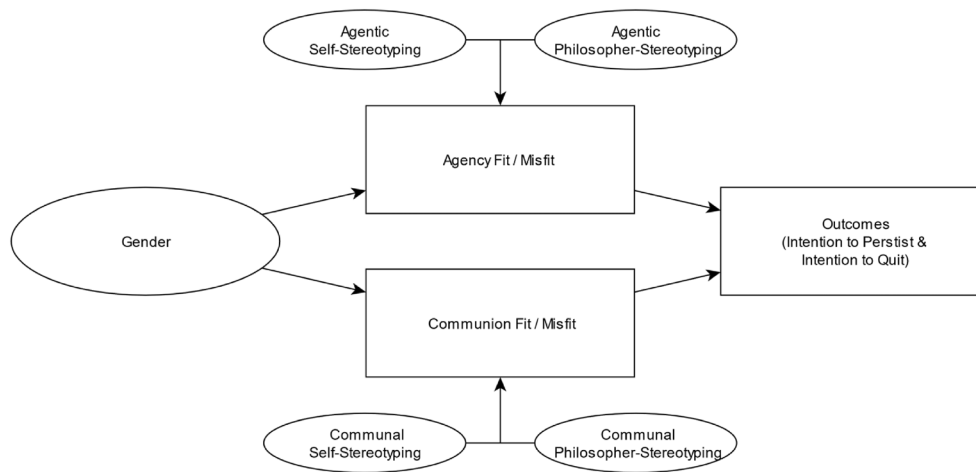 Agentic
Self-Stereotyping
Agentic
Philosopher-Stereotyping
Agency Fit / Misfit
Gender
Outcomes
(Intention to Perstist &
Intention to Quit)
Communion Fit / Misfit
Communal
Self-Stereotyping
Communal
Philosopher-Stereotyping